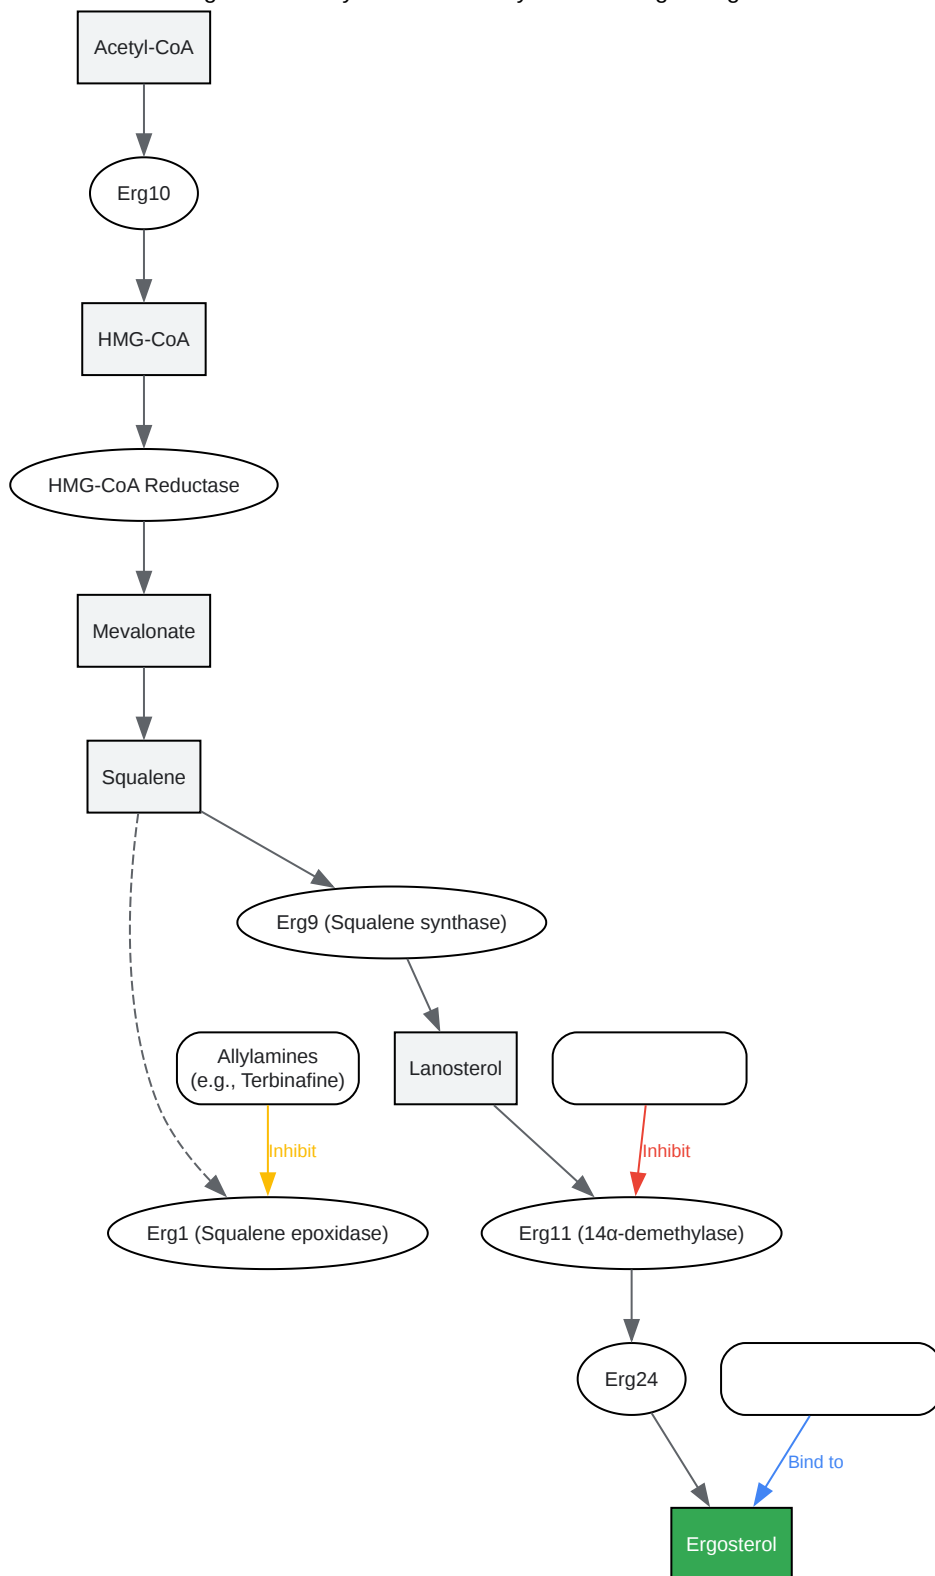 Acetyl-CoA
Erg10
HMG-CoA
HMG-CoA Reductase
Mevalonate
Squalene
Erg9 (Squalene synthase)
Allylamines
(e.g., Terbinafine)
Lanosterol
Inhibit
Inhibit
Erg1 (Squalene epoxidase)
Erg11 (14α-demethylase)
Erg24
Bind to
Ergosterol